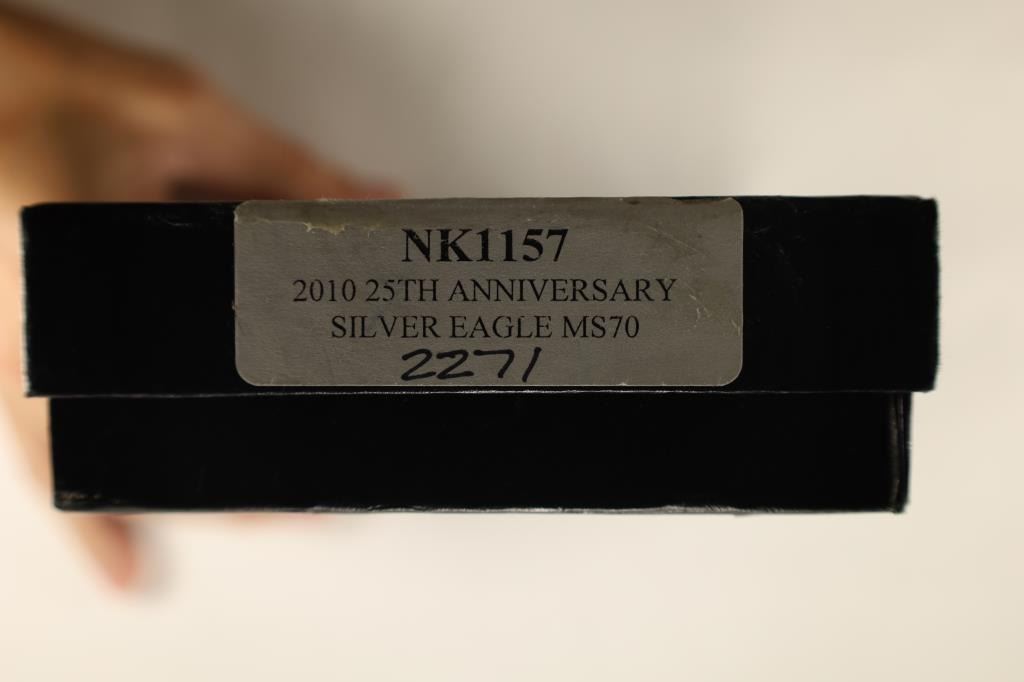 NK1157
2010 25TH ANNIVERSARY
SILVER EAGLE MS70
2271